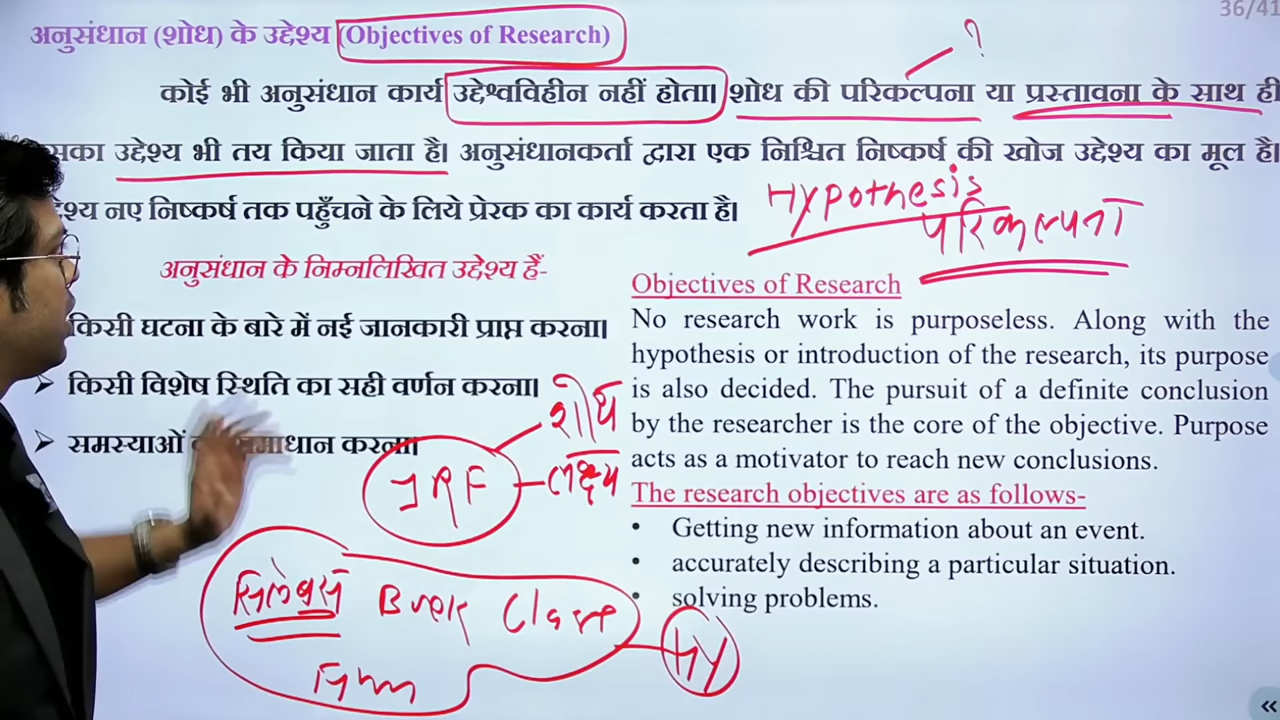 36/41
अनुसंधान (शोध) के उद्देश्य (Objectives of Research)
?
कोई भी अनुसंधान कार्य उद्देश्वविहीन नहीं होता। शोध की परिकल्पना या प्रस्तावना के साथ ही
उद्देश्य भी तय किया जाता है। अनुसंधानकर्ता द्वारा एक निश्चित निष्कर्ष की खोज उद्देश्य का मूल है।
नए निष्कर्ष तक पहुँचने के लिये प्रेरक का कार्य करता है।
Hypothesis
परिकल्पना
अनुसंधान के निम्नलिखित उद्देश्य हैं-
किसी घटना के बारे में नई जानकारी प्राप्त करना।
➤ किसी विशेष स्थिति का सही वर्णन करना।
➤ समस्याओं समाधान करना।
शोध
JRF
लक्ष्य
सिलेबस Book Class
Hy
Objectives of Research
No research work is purposeless. Along with the
hypothesis or introduction of the research, its purpose
is also decided. The pursuit of a definite conclusion
by the researcher is the core of the objective. Purpose
acts as a motivator to reach new conclusions.
The research objectives are as follows-
• Getting new information about an event.
• accurately describing a particular situation.
• solving problems.